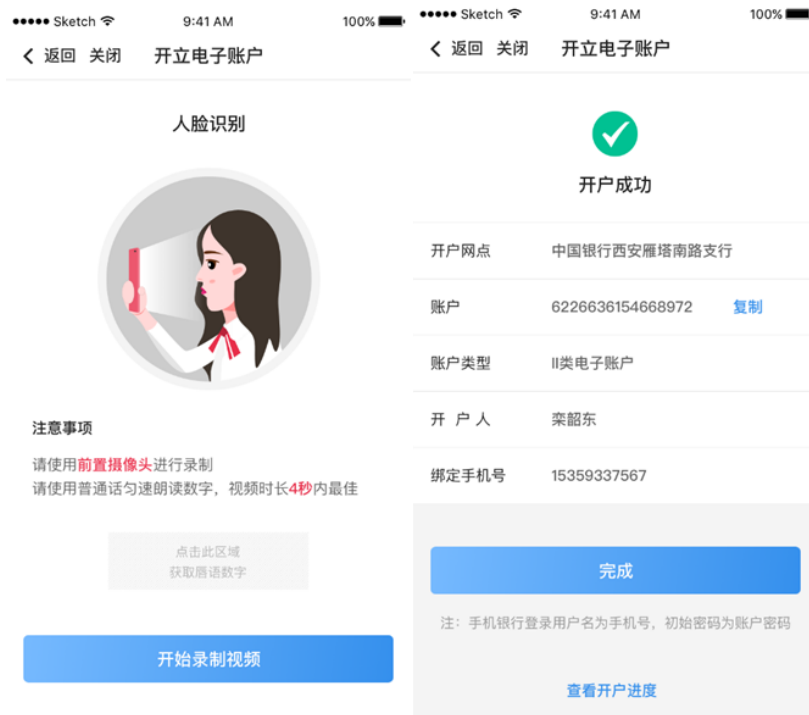 Sketch 9:41 AM 100%
返回 关闭 开立电子账户
人脸识别
注意事项
请使用前置摄像头进行录制
请使用普通话匀速朗读数字，视频时长4秒内最佳
点击此区域
获取唇语数字
开始录制视频
Sketch 9:41 AM 100%
返回 关闭 开立电子账户
开户成功
开户网点 中国银行西安雁塔南路支行
账户 6226636154668972 复制
账户类型 II类电子账户
开 户 人 栾韶东
绑定手机号 15359337567
完成
注：手机银行登录用户名为手机号，初始密码为账户密码
查看开户进度